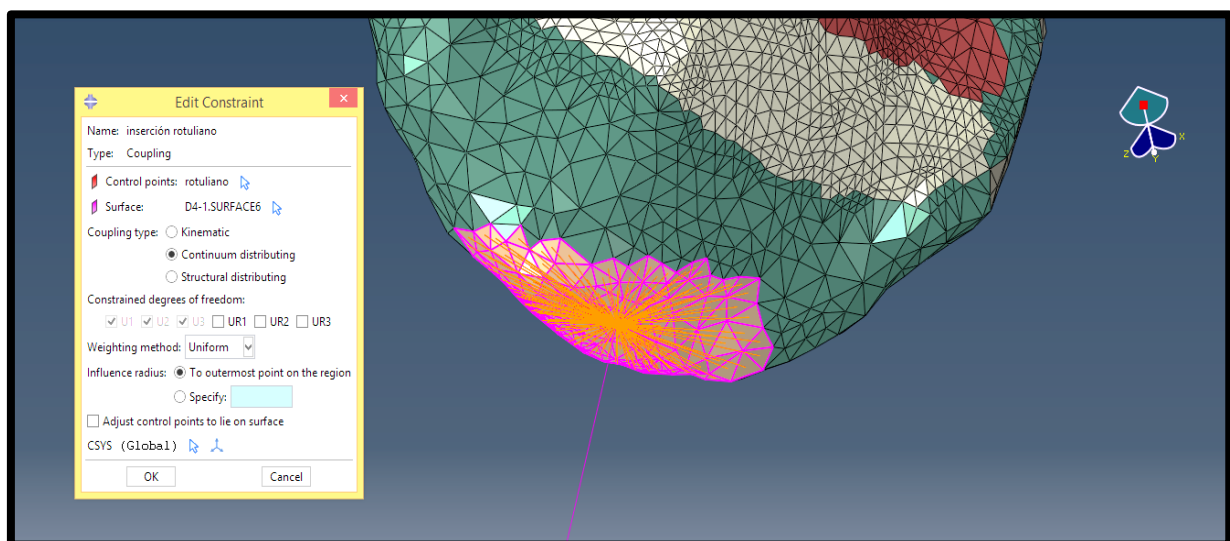 Edit Constraint
Name: inserción rotuliano
Type: Coupling
Control points: rotuliano
Surface: D4-1.SURFACE6
Coupling type: Kinematic
Continuum distributing
Structural distributing
Constrained degrees of freedom:
U1 U2 U3 UR1 UR2 UR3
Weighting method: Uniform
Influence radius: To outermost point on the region
Specify:
Adjust control points to lie on surface
CSYS (Global)
OK Cancel
X
Z Y